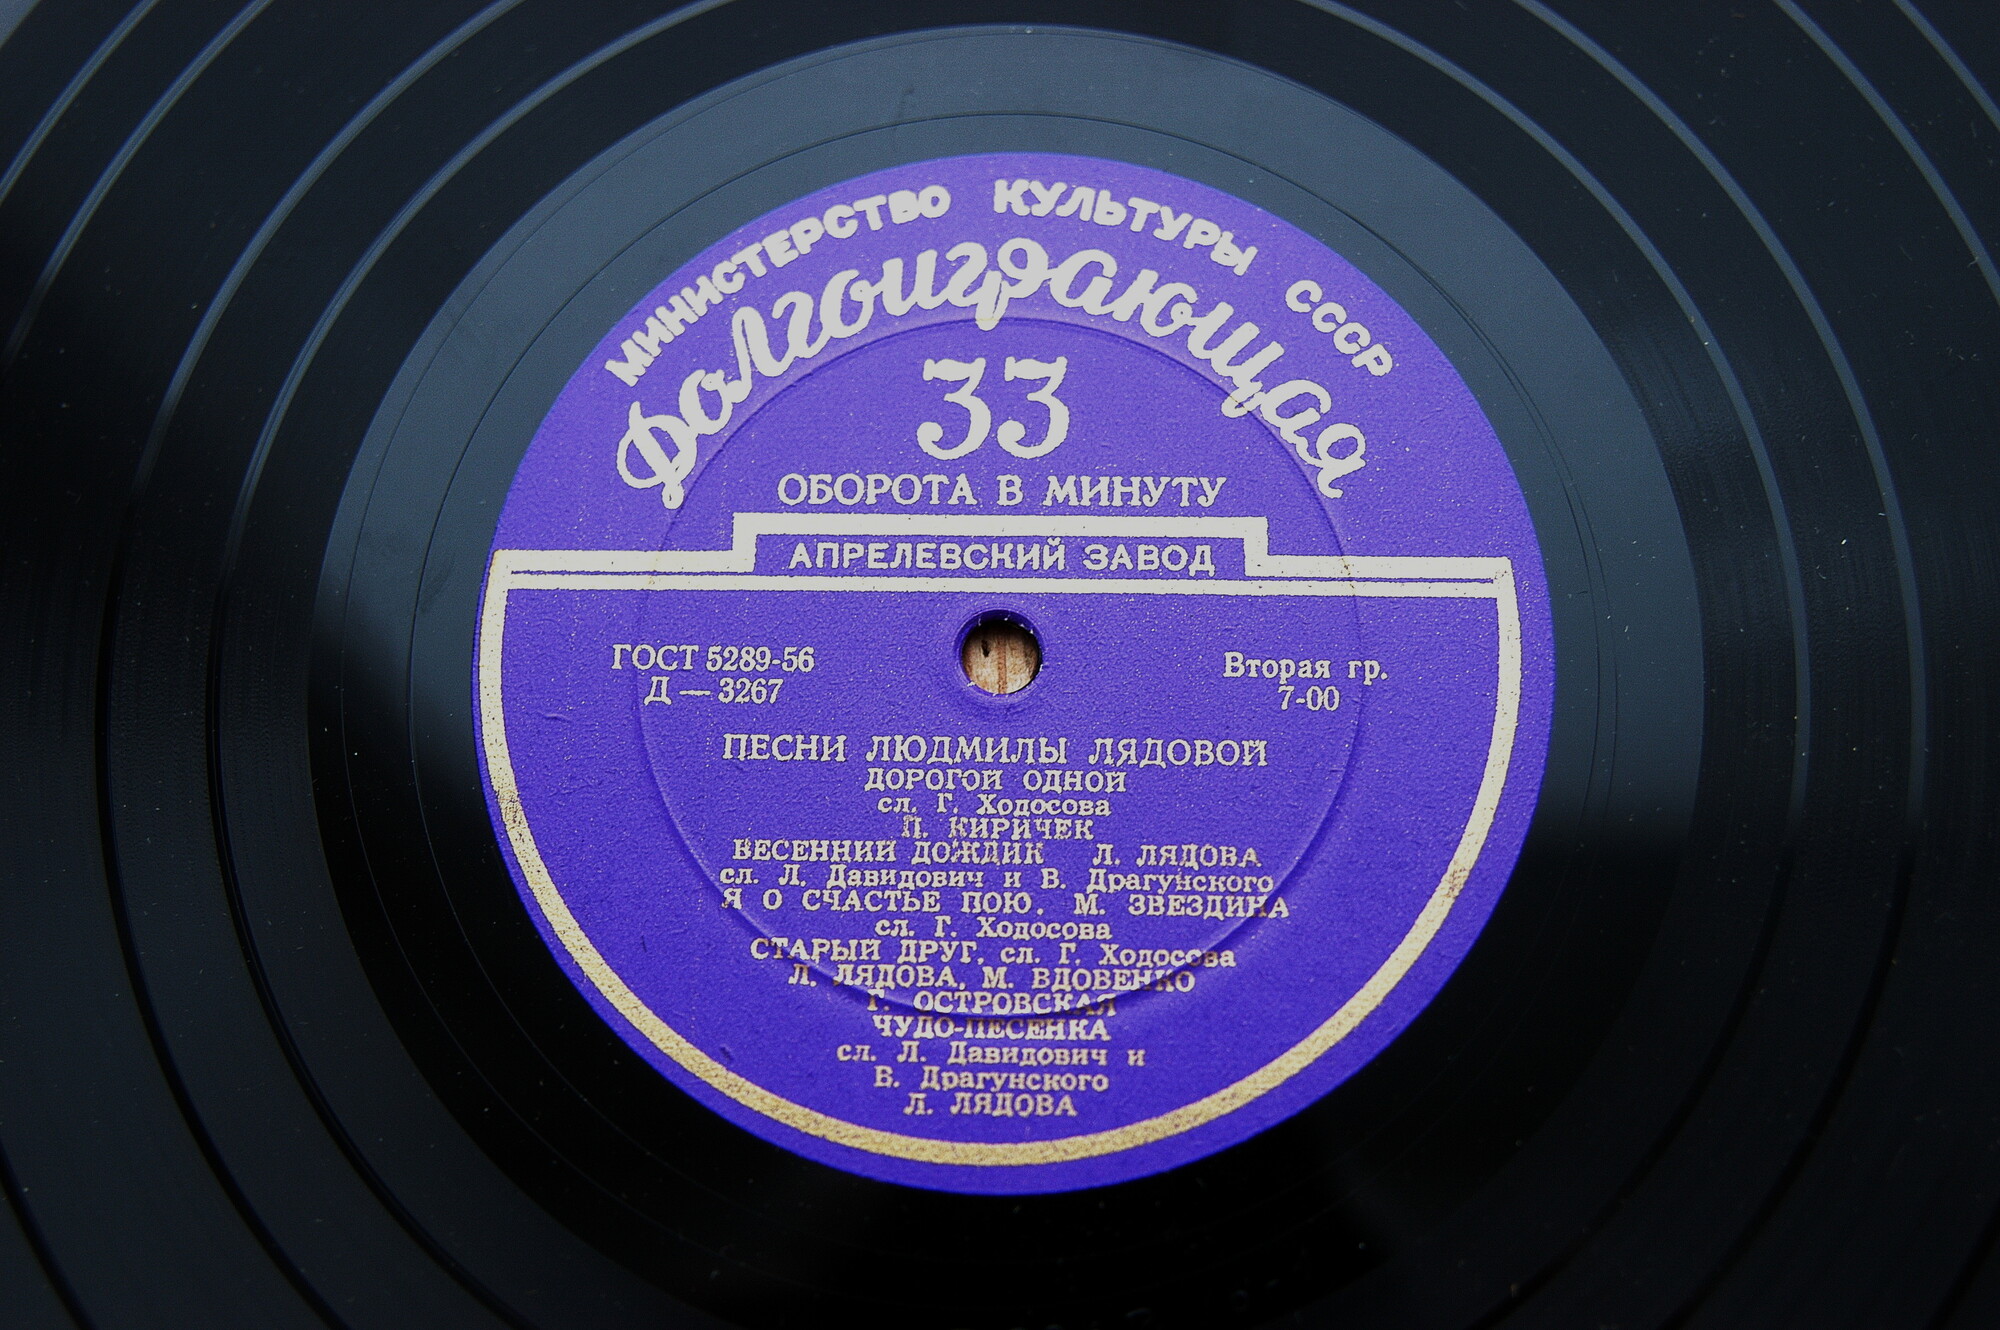 МИНИСТЕРСТВО КУЛЬТУРЫ СССР
Долгоиграющая
33
ОБОРОТА В МИНУТУ
АПРЕЛЕВСКИЙ ЗАВОД
ГОСТ 5289-56
Д — 3267
Вторая гр.
7-00
ПЕСНИ ЛЮДМИЛЫ ЛЯДОВОЙ
ДОРОГОЙ ОДНОЙ
сл. Г. Ходосова
П. КИРИЧЕК
ВЕСЕННИЙ ДОЖДИК Л. ЛЯДОВА
сл. Л. Давидович и В. Драгунского
Я О СЧАСТЬЕ ПОЮ. М. ЗВЕЗДИНА
сл. Г. Ходосова
СТАРЫЙ ДРУГ, сл. Г. Ходосова
Л. ЛЯДОВА, М. ВДОВЕНКО
Г. ОСТРОВСКАЯ
ЧУДО-ПЕСЕНКА
сл. Л. Давидович и
В. Драгунского
Л. ЛЯДОВА